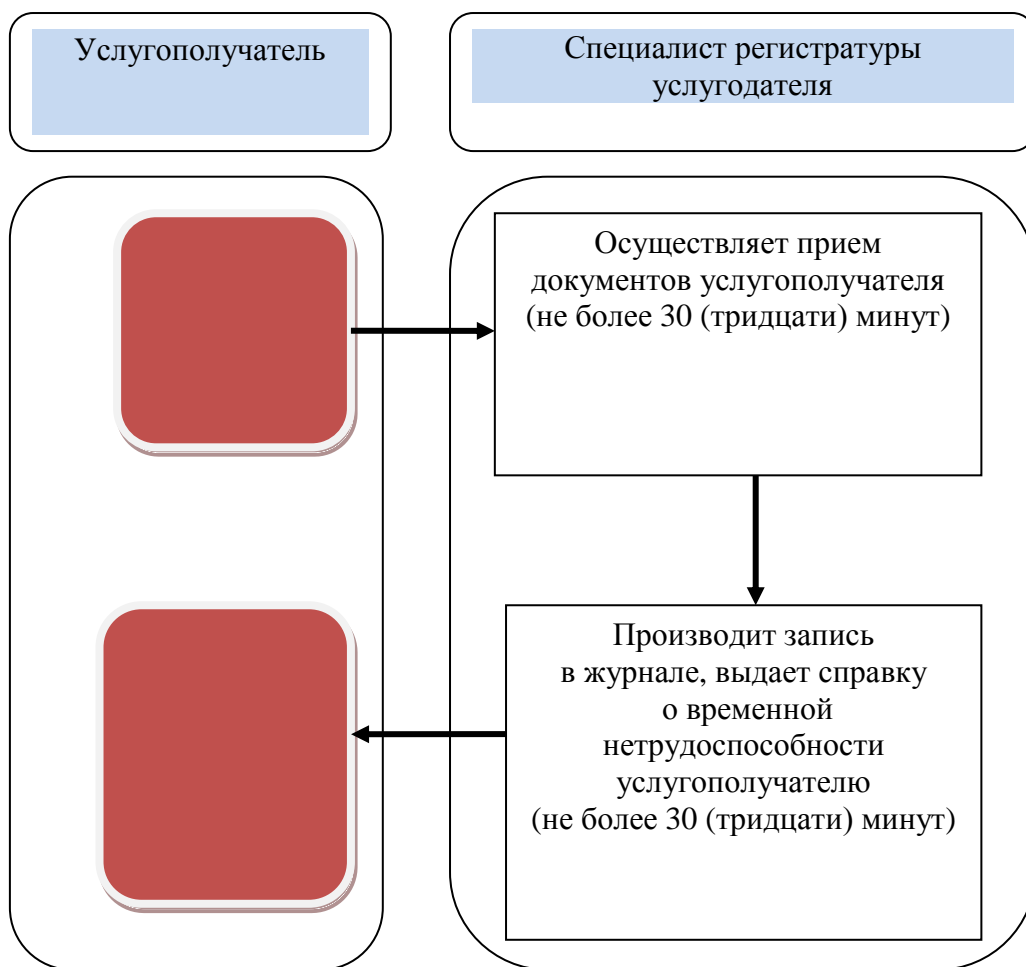 Услугополучатель
Специалист регистратуры
услугодателя
Осуществляет прием
документов услугополучателя
(не более 30 (тридцати) минут)
Производит запись
в журнале, выдает справку
о временной
нетрудоспособности
услугополучателю
(не более 30 (тридцати) минут)